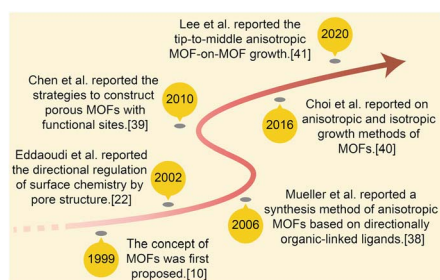 Lee et al. reported the
tip-to-middle anisotropic
MOF-on-MOF growth.[41]
2020
Chen et al. reported the
strategies to construct
porous MOFs with
functional sites.[39]
2010
2016
Choi et al. reported on
anisotropic and isotropic
growth methods of
MOFs.[40]
Eddaoudi et al. reported
the directional regulation
of surface chemistry by
pore structure.[22]
2002
2006
Mueller et al. reported a
synthesis method of anisotropic
MOFs based on directionally
organic-linked ligands.[38]
1999
The concept of
MOFs was first
proposed.[10]